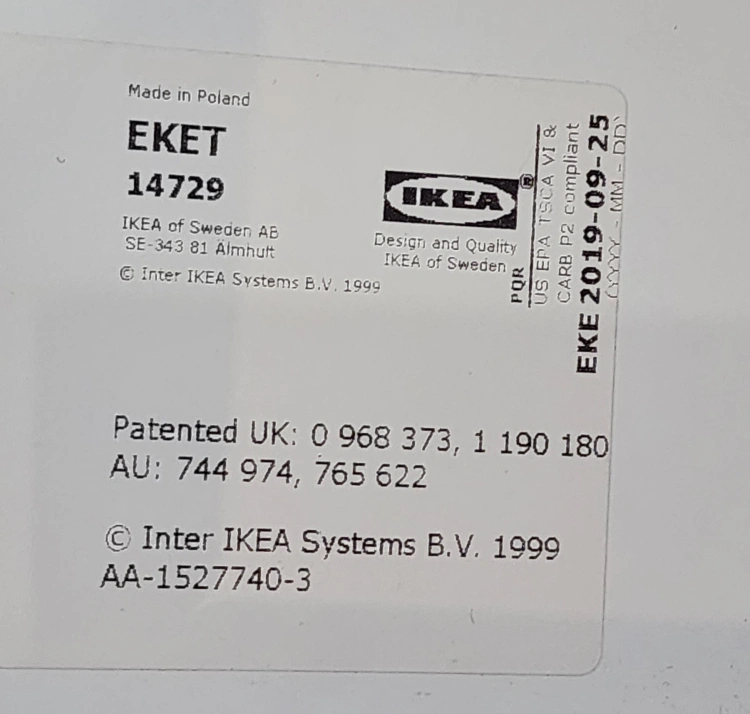 Made in Poland
EKET
14729
IKEA of Sweden AB
SE-343 81 Älmhult
© Inter IKEA Systems B.V. 1999
IKEA®
Design and Quality
IKEA of Sweden
PQR
US EPA TSCA VI &
CARB P2 compliant
EKE 2019-09-25
(YYYY - MM - DD)
Patented UK: 0 968 373, 1 190 180
AU: 744 974, 765 622
© Inter IKEA Systems B.V. 1999
AA-1527740-3